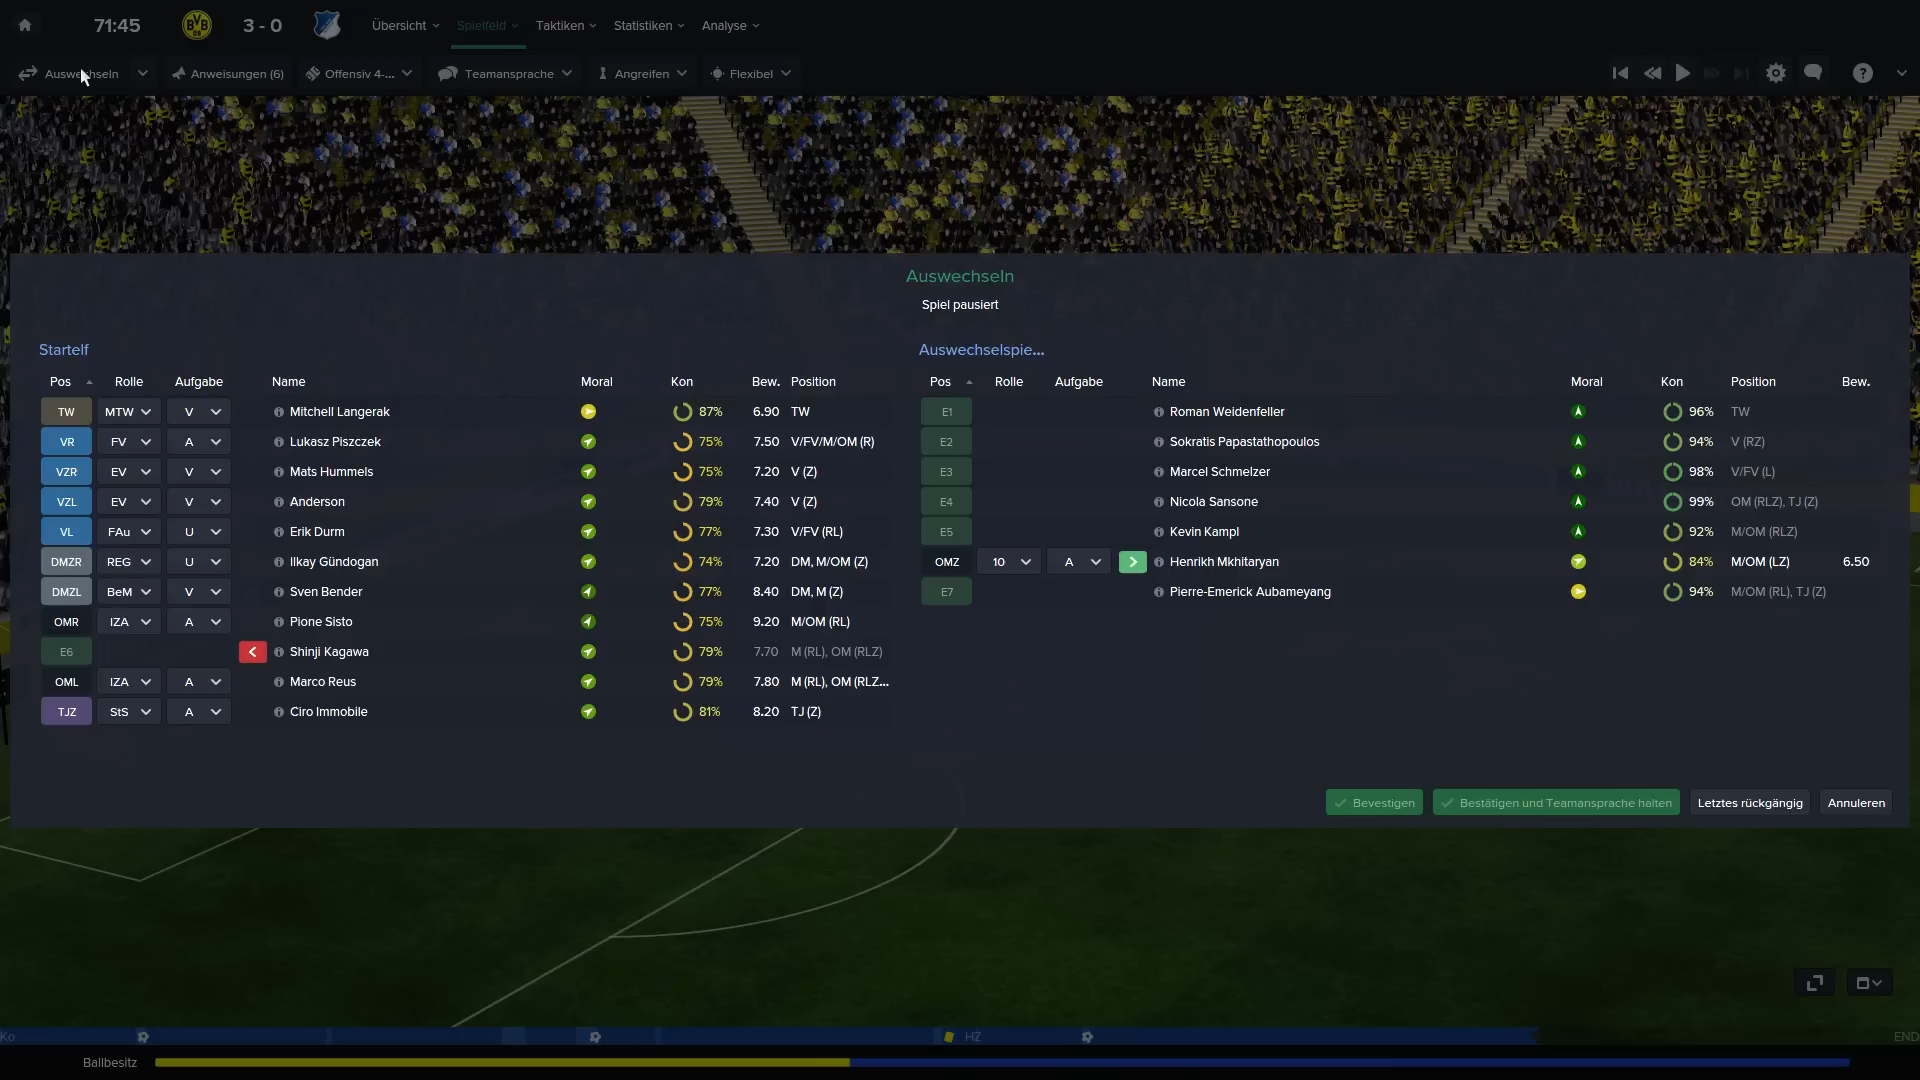 71:45 BVB 09 3 - 0 Übersicht Spielfeld Taktiken Statistiken Analyse
Auswechseln Anweisungen (6) Offensiv 4-... Teamansprache Angreifen Flexibel ?
Auswechseln
Spiel pausiert
Startelf
Pos Rolle Aufgabe Name Moral Kon Bew. Position
TW MTW V Mitchell Langerak 87% 6.90 TW
VR FV A Lukasz Piszczek 75% 7.50 V/FV/M/OM (R)
VZR EV V Mats Hummels 75% 7.20 V (Z)
VZL EV V Anderson 79% 7.40 V (Z)
VL FAu U Erik Durm 77% 7.30 V/FV (RL)
DMZR REG U Ilkay Gündogan 74% 7.20 DM, M/OM (Z)
DMZL BeM V Sven Bender 77% 8.40 DM, M (Z)
OMR IZA A Pione Sisto 75% 9.20 M/OM (RL)
E6 Shinji Kagawa 79% 7.70 M (RL), OM (RLZ)
OML IZA A Marco Reus 79% 7.80 M (RL), OM (RLZ...
TJZ StS A Ciro Immobile 81% 8.20 TJ (Z)
Auswechselspie...
Pos Rolle Aufgabe Name Moral Kon Position Bew.
E1 Roman Weidenfeller 96% TW
E2 Sokratis Papastathopoulos 94% V (RZ)
E3 Marcel Schmelzer 98% V/FV (L)
E4 Nicola Sansone 99% OM (RLZ), TJ (Z)
E5 Kevin Kampl 92% M/OM (RLZ)
OMZ 10 A Henrikh Mkhitaryan 84% M/OM (LZ) 6.50
E7 Pierre-Emerick Aubameyang 94% M/OM (RL), TJ (Z)
Bevestigen Bestätigen und Teamansprache halten Letztes rückgängig Annuleren
Ko HZ END
Ballbesitz